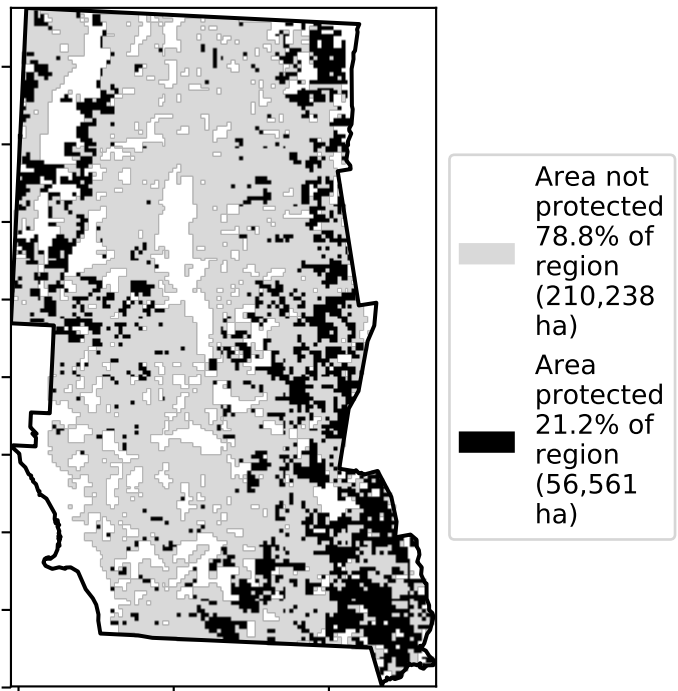 Area not
protected
78.8% of
region
(210,238
ha)
Area
protected
21.2% of
region
(56,561
ha)